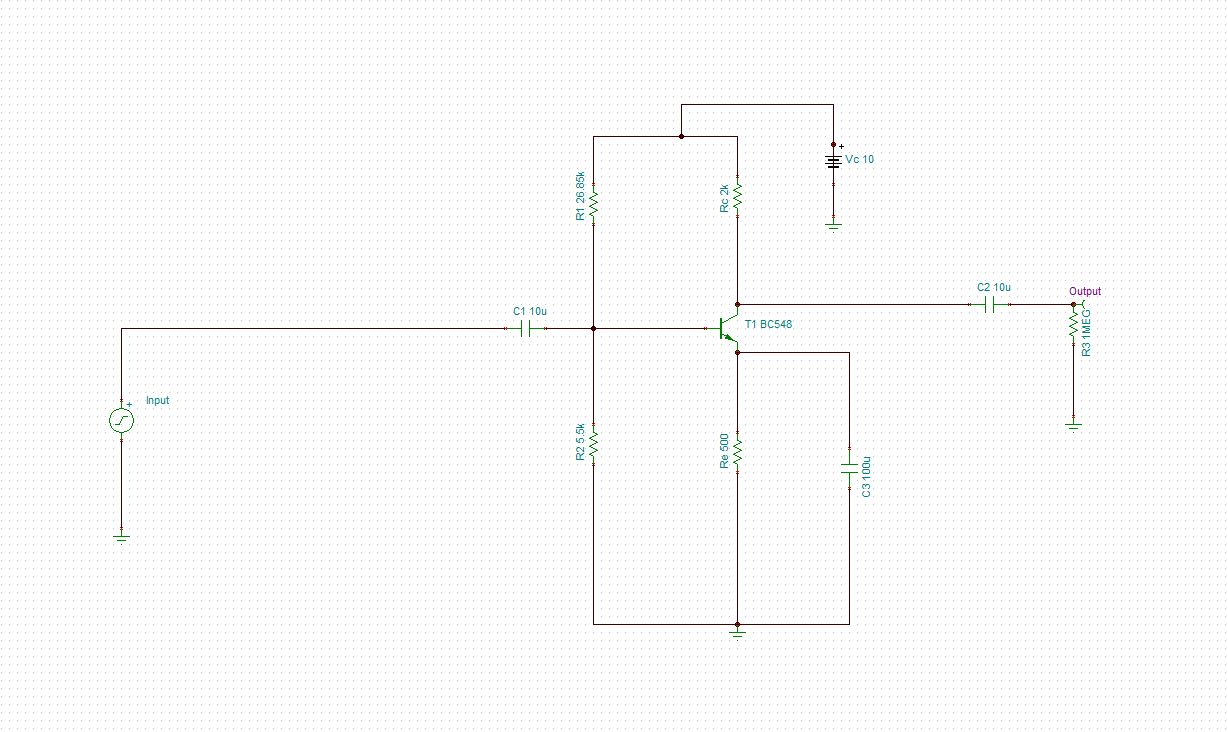 +
Vc 10
R1 26.85k
Rc 2k
C2 10u
Output
C1 10u
T1 BC548
R3 1MEG
+
Input
R2 5.5k
Re 500
C3 100u